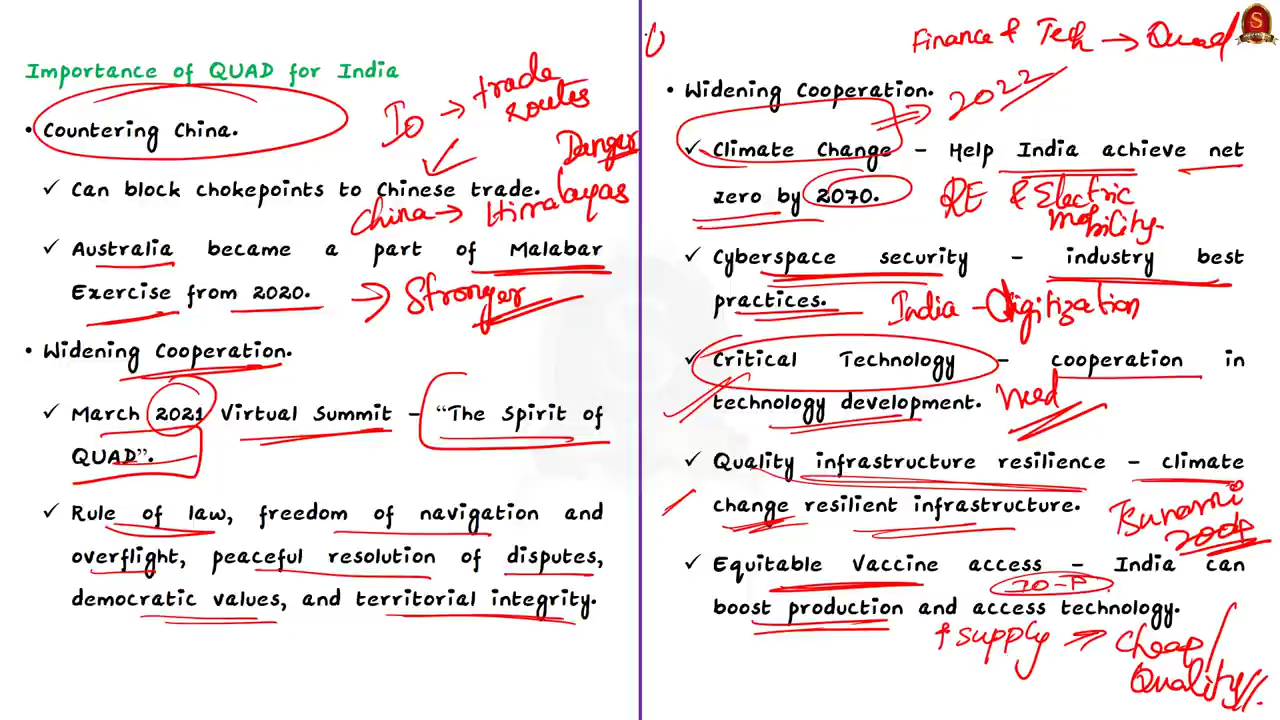 Importance of QUAD for India
• Countering China.
IO → trade routes
Danger
✓ Can block chokepoints to Chinese trade.
China → Himalayas
✓ Australia became a part of Malabar
Exercise from 2020.
→ Stronger
• Widening Cooperation.
✓ March 2021 Virtual Summit – “The Spirit of
QUAD”.
✓ Rule of law, freedom of navigation and
overflight, peaceful resolution of disputes,
democratic values, and territorial integrity.
Finance & Tech → Quad
S
• Widening Cooperation.
⇒ 2022
✓ Climate Change – Help India achieve net
zero by 2070.
RE & Electric
Mobility
✓ Cyberspace security – industry best
practices.
India - Digitization
✓ Critical Technology – cooperation in
technology development.
Need
✓ Quality infrastructure resilience – climate
change resilient infrastructure.
Tsunami
2004
✓ Equitable Vaccine access – India can
IO-P
boost production and access technology.
↑ supply ⇒ Cheap/
Quality